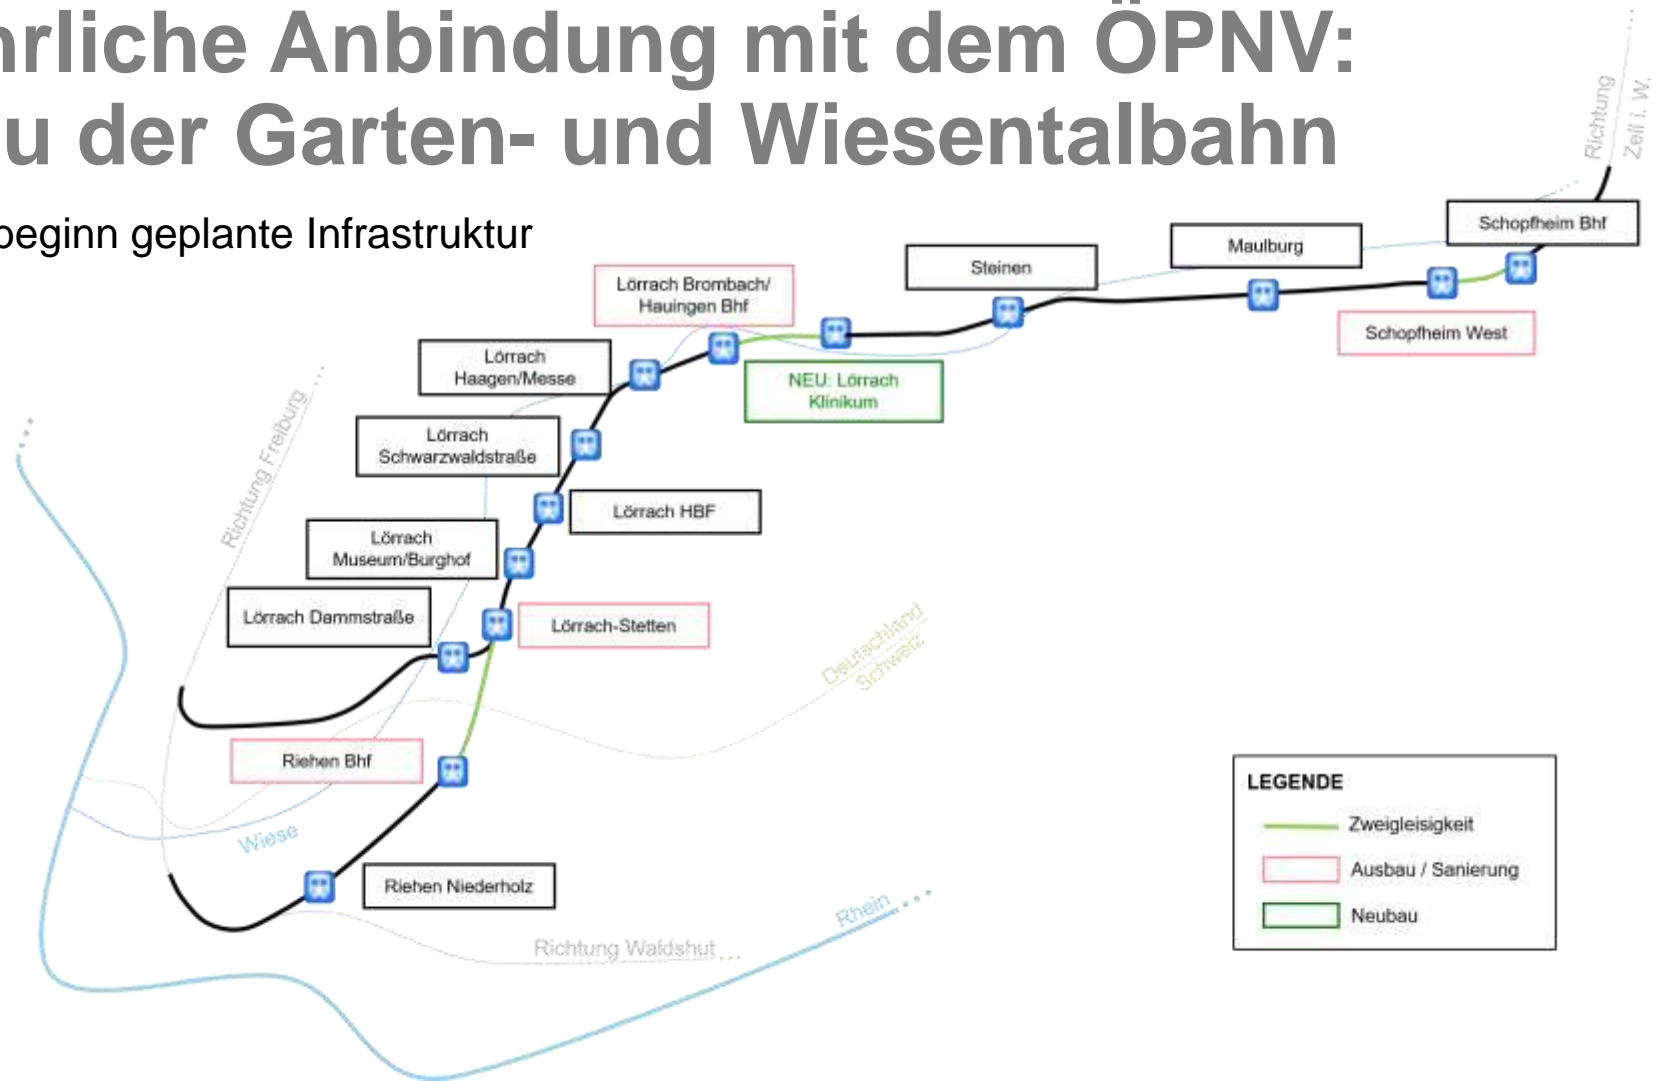 hrliche Anbindung mit dem ÖPNV:
u der Garten- und Wiesentalbahn
beginn geplante Infrastruktur
Richtung
Zell i. W.
Schopfheim Bhf
Maulburg
Steinen
Lörrach Brombach/
Hauingen Bhf
Schopfheim West
Lörrach
Haagen/Messe
NEU: Lörrach
Klinikum
Richtung Freiburg
Lörrach
Schwarzwaldstraße
Lörrach HBF
Lörrach
Museum/Burghof
Lörrach Dammstraße
Lörrach-Stetten
Deutschland
Schweiz
Riehen Bhf
Wiese
Riehen Niederholz
Rhein
Richtung Waldshut
LEGENDE
Zweigleisigkeit
Ausbau / Sanierung
Neubau